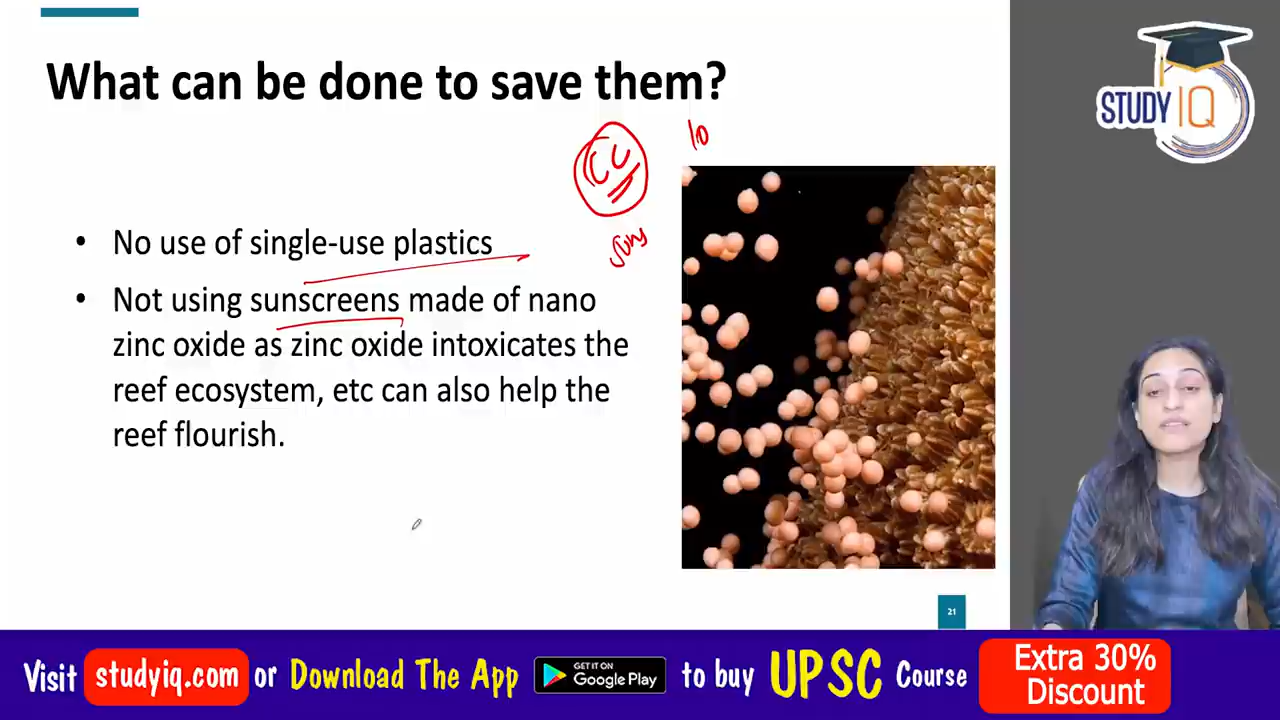 What can be done to save them?
CC
10
• No use of single-use plastics
• Not using sunscreens made of nano
zinc oxide as zinc oxide intoxicates the
reef ecosystem, etc can also help the
reef flourish.
STUDY IQ
21
Visit studyiq.com or Download The App GET IT ON Google Play to buy UPSC Course
Extra 30%
Discount